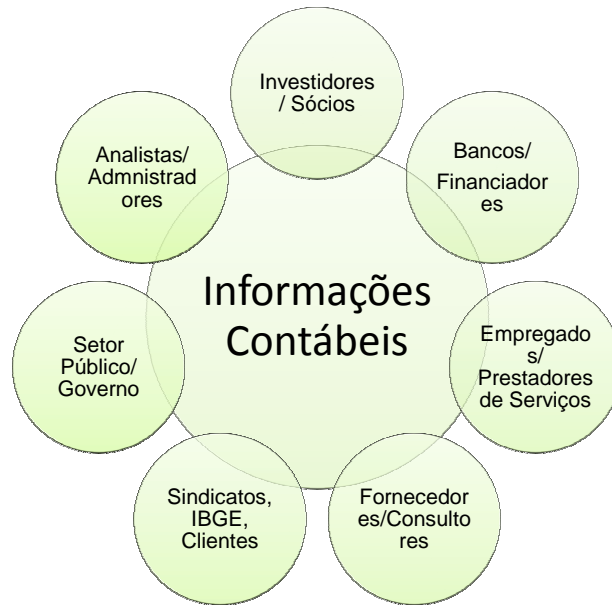 Investidores
/ Sócios
Bancos/
Financiador
es
Empregado
s/
Prestadores
de Serviços
Fornecedor
es/Consulto
res
Sindicatos,
IBGE,
Clientes
Setor
Público/
Governo
Analistas/
Admnistrad
ores
Informações
Contábeis